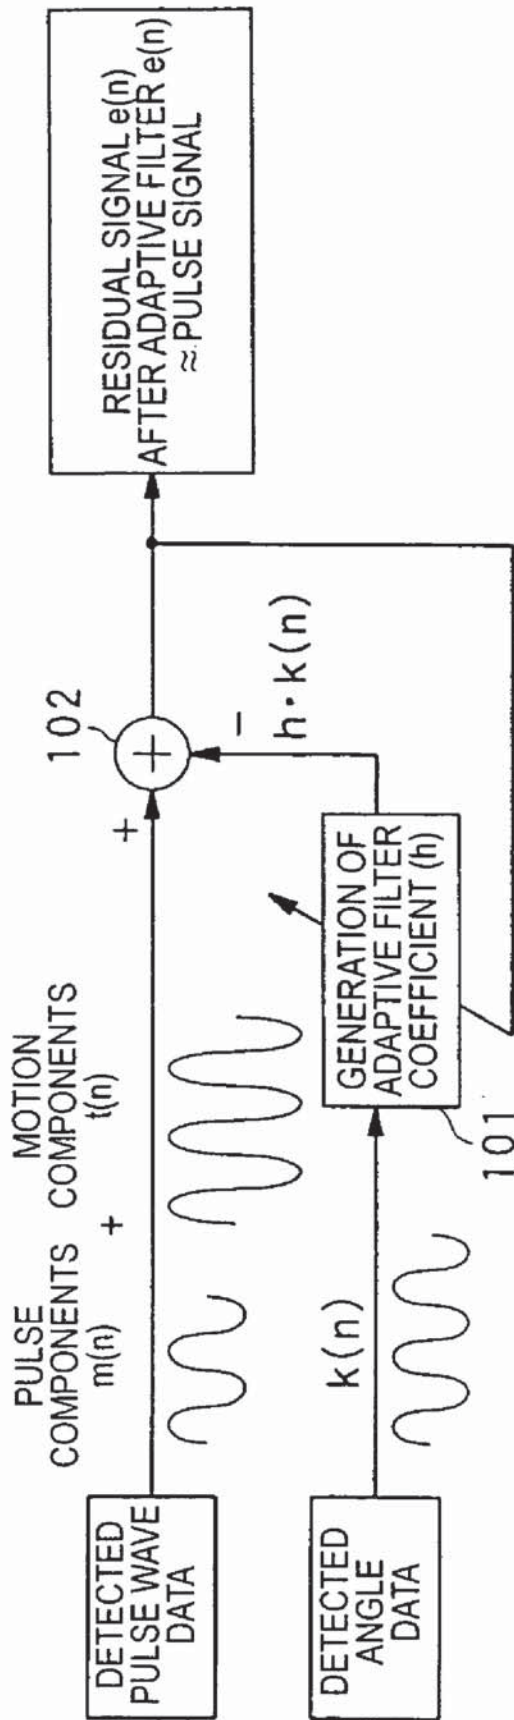 DETECTED
PULSE WAVE
DATA
PULSE
COMPONENTS
m(n)
+
MOTION
COMPONENTS
t(n)
+
102
−
h·k(n)
RESIDUAL SIGNAL e(n)
AFTER ADAPTIVE FILTER e(n)
≈ PULSE SIGNAL
DETECTED
ANGLE
DATA
k(n)
GENERATION OF
ADAPTIVE FILTER
COEFFICIENT (h)
101